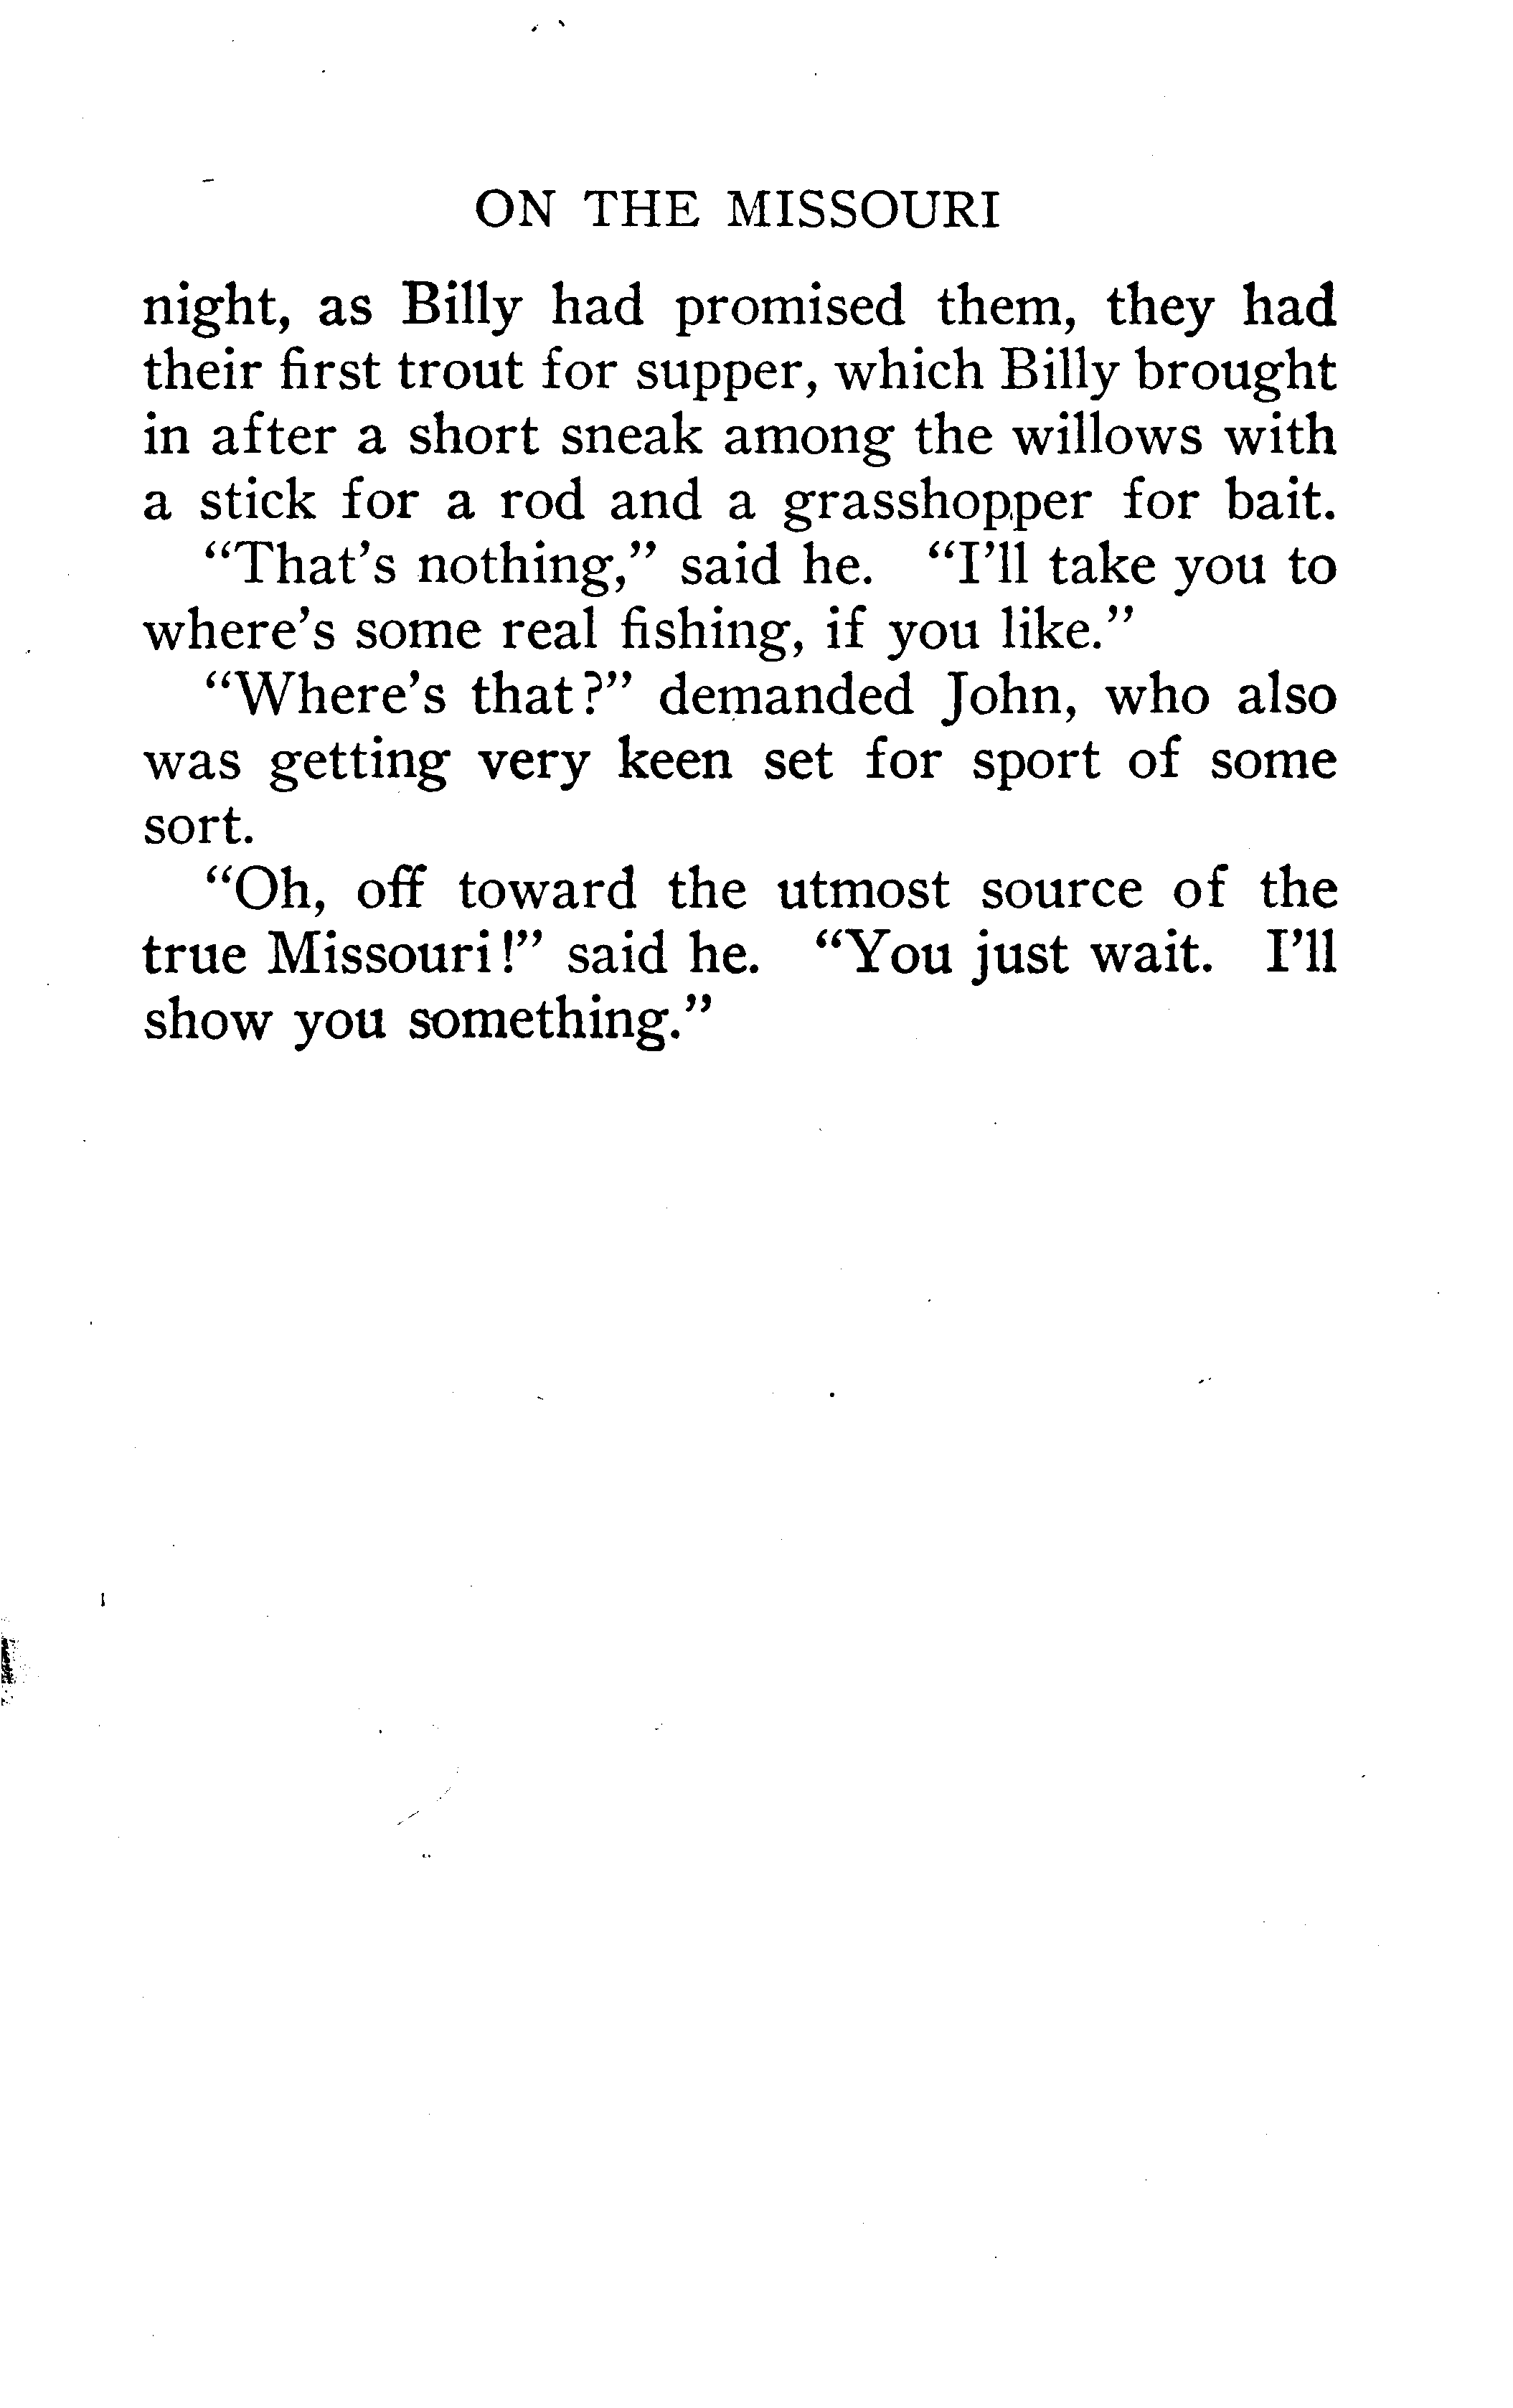 ON THE MISSOURI
night, as Billy had promised them, they had
their first trout for supper, which Billy brought
in after a short sneak among the willows with
a stick for a rod and a grasshopper for bait.
“That’s nothing,” said he. “I’ll take you to
where’s some real fishing, if you like.”
“Where’s that?” demanded John, who also
was getting very keen set for sport of some
sort.
“Oh, off toward the utmost source of the
true Missouri!” said he. “You just wait. I’ll
show you something.”